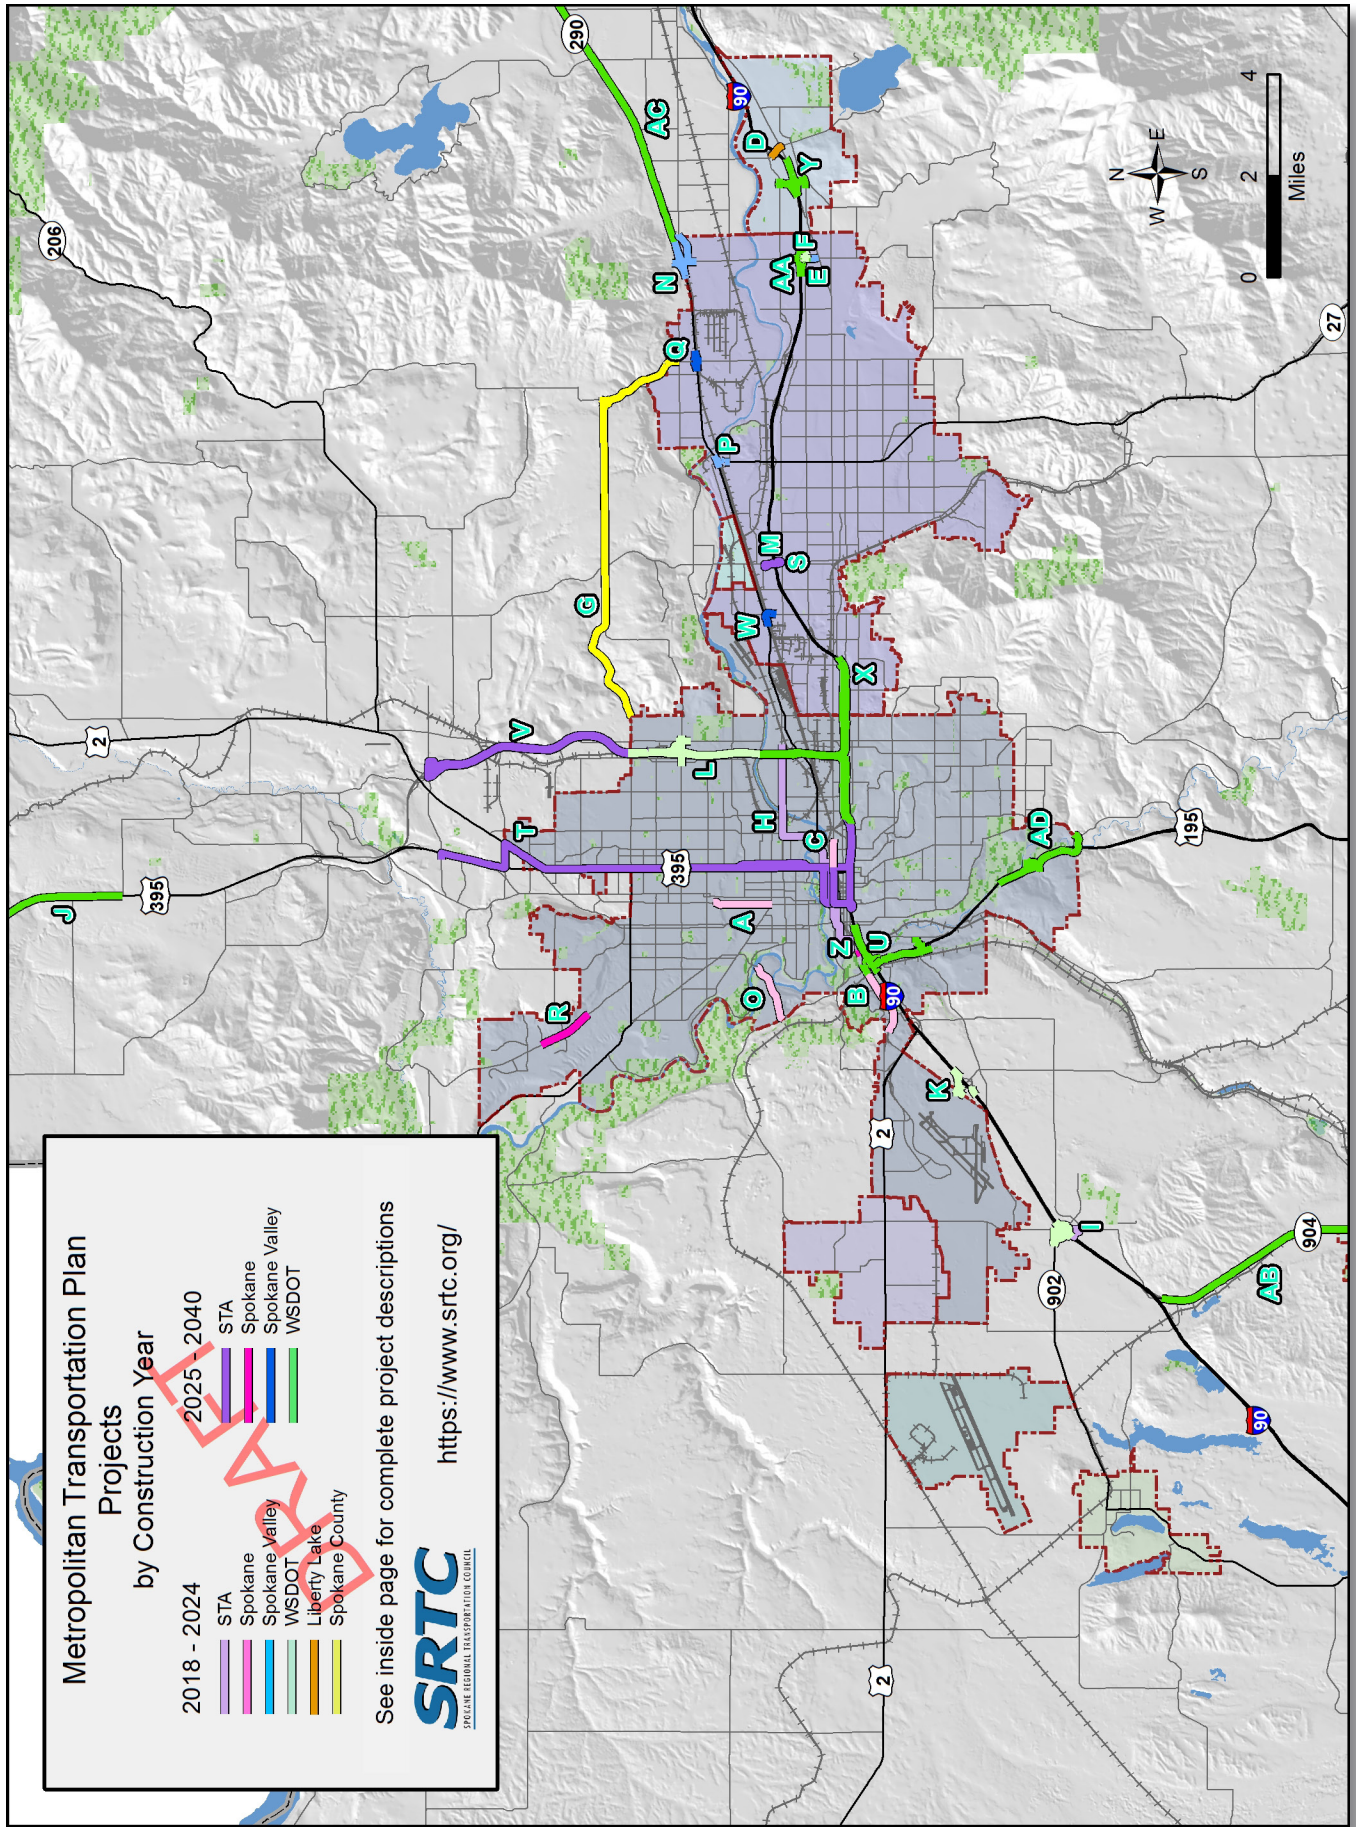 Metropolitan Transportation Plan
Projects
by Construction Year
DRAFT
2018 - 2024
STA
Spokane
Spokane Valley
WSDOT
Liberty Lake
Spokane County
2025 - 2040
STA
Spokane
Spokane Valley
WSDOT
See inside page for complete project descriptions
SRTC
SPOKANE REGIONAL TRANSPORTATION COUNCIL
https://www.srtc.org/
J
395
2
206
290
R
T
V
G
AC
395
A
L
Q
N
O
H
C
W
P
M
S
D
90
Y
AA
F
E
X
Z
U
B
90
2
2
K
AD
195
I
902
904
AB
90
27
N
W
E
S
0
2
4
Miles